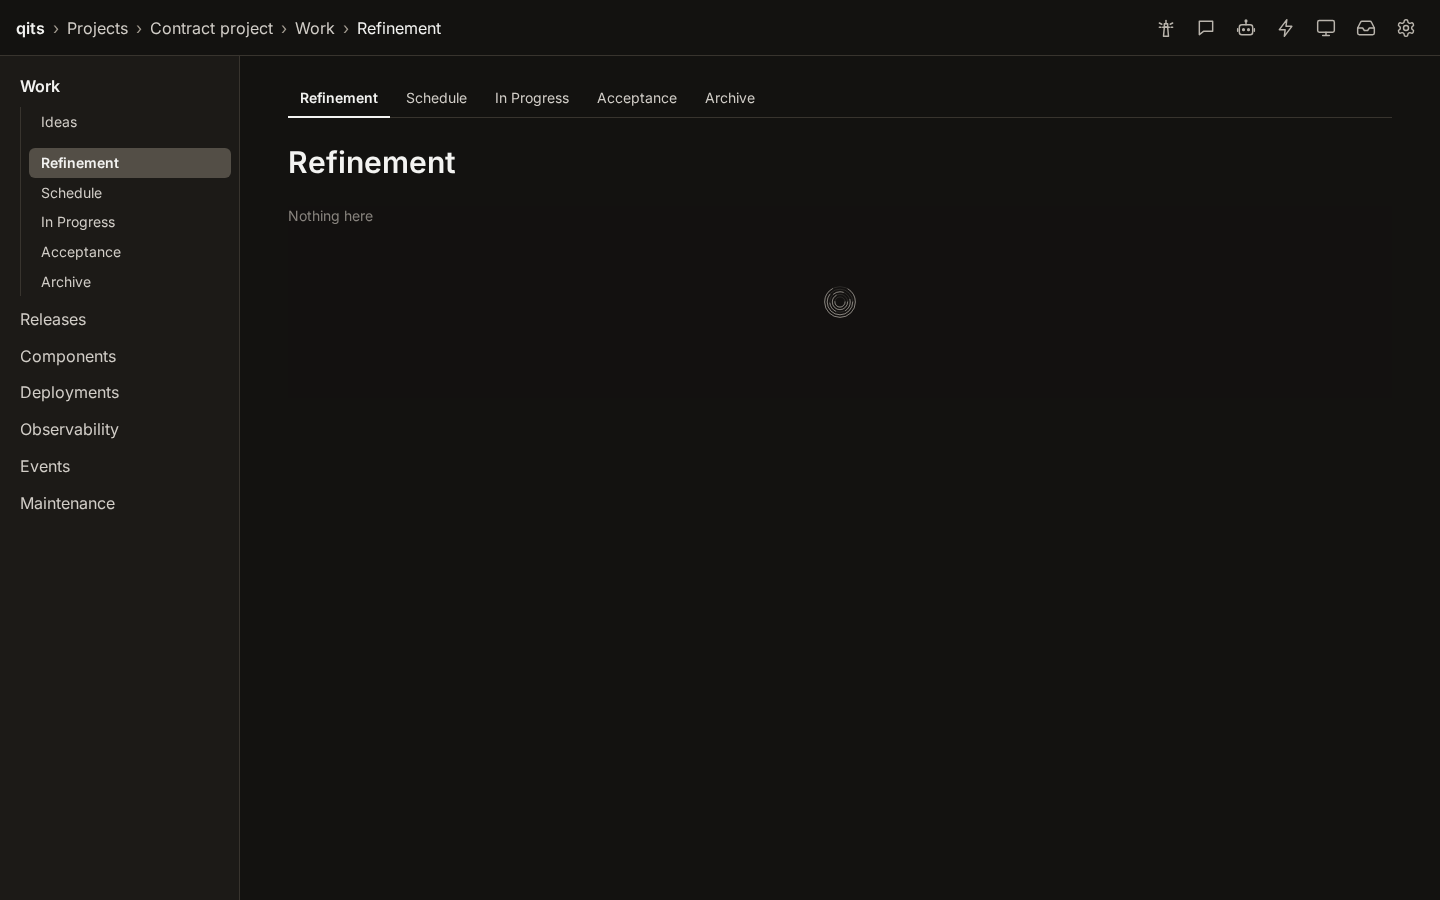 qits › Projects › Contract project › Work › Refinement
Work
Ideas
Refinement
Schedule
In Progress
Acceptance
Archive
Releases
Components
Deployments
Observability
Events
Maintenance
Refinement Schedule In Progress Acceptance Archive
Refinement
Nothing here